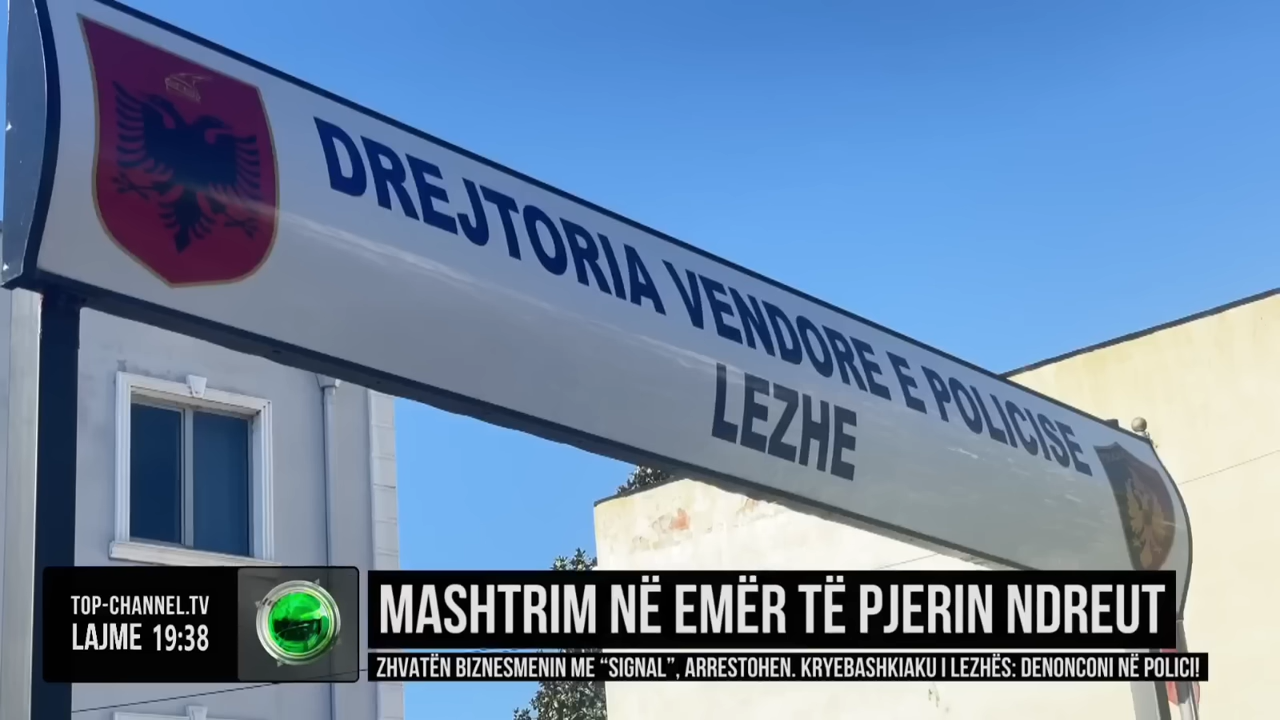 DREJTORIA VENDORE E POLICISE
LEZHE
TOP-CHANNEL.TV
LAJME 19:38
MASHTRIM NË EMËR TË PJERIN NDREUT
ZHVATËN BIZNESMENIN ME “SIGNAL”, ARRESTOHEN. KRYEBASHKIAKU I LEZHËS: DENONCONI NË POLICI!